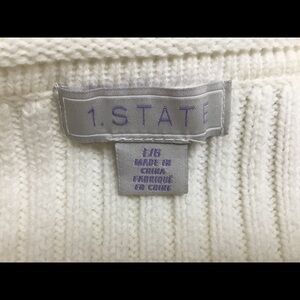 1.STATE
L/G
MADE IN
CHINA
FABRIQUÉ
EN CHINE